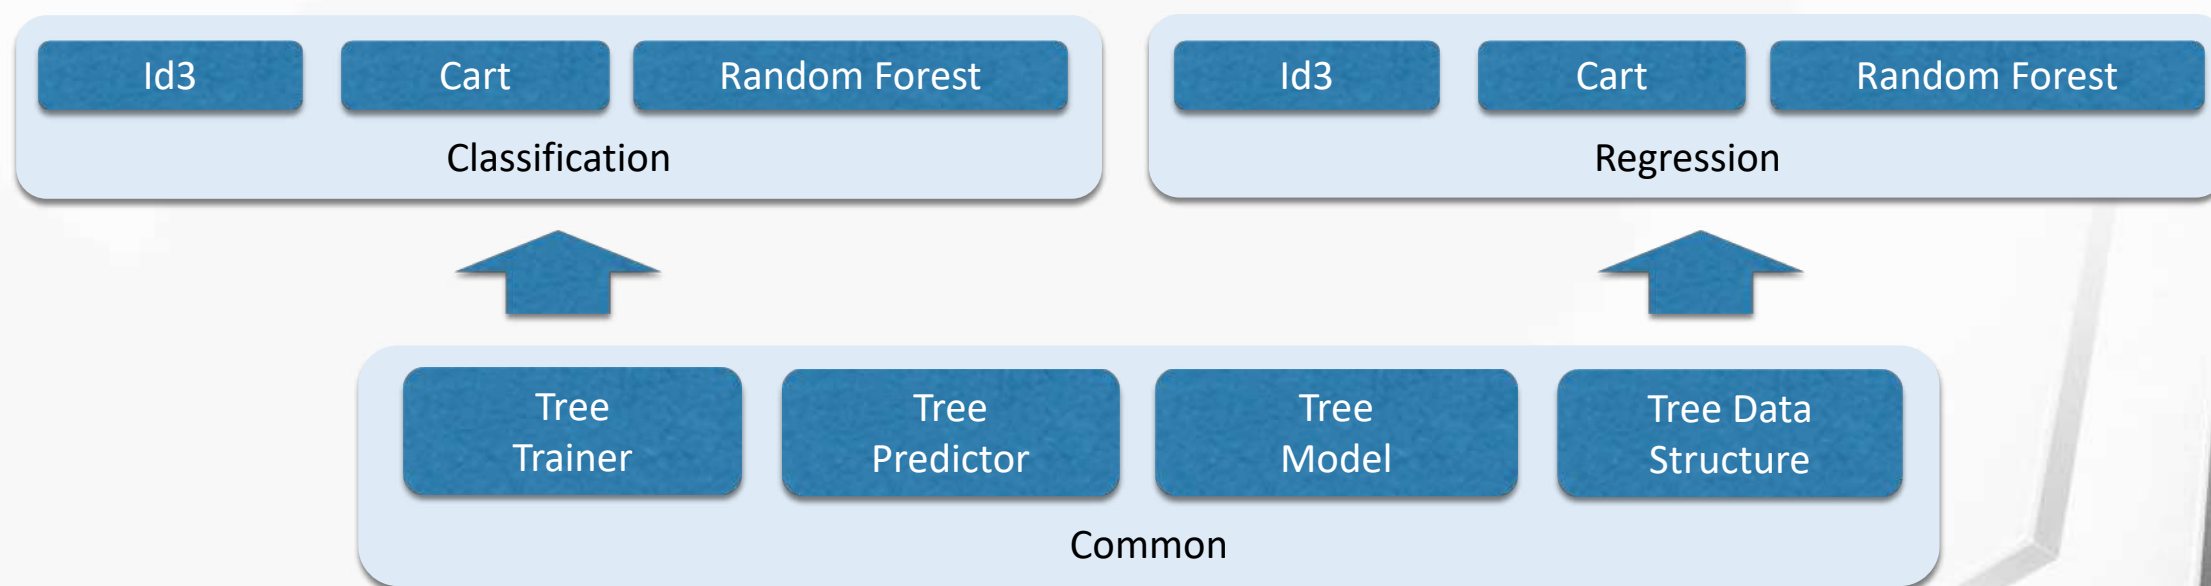 Id3
Cart
Random Forest
Classification
Id3
Cart
Random Forest
Regression
Tree
Trainer
Tree
Predictor
Tree
Model
Tree Data
Structure
Common